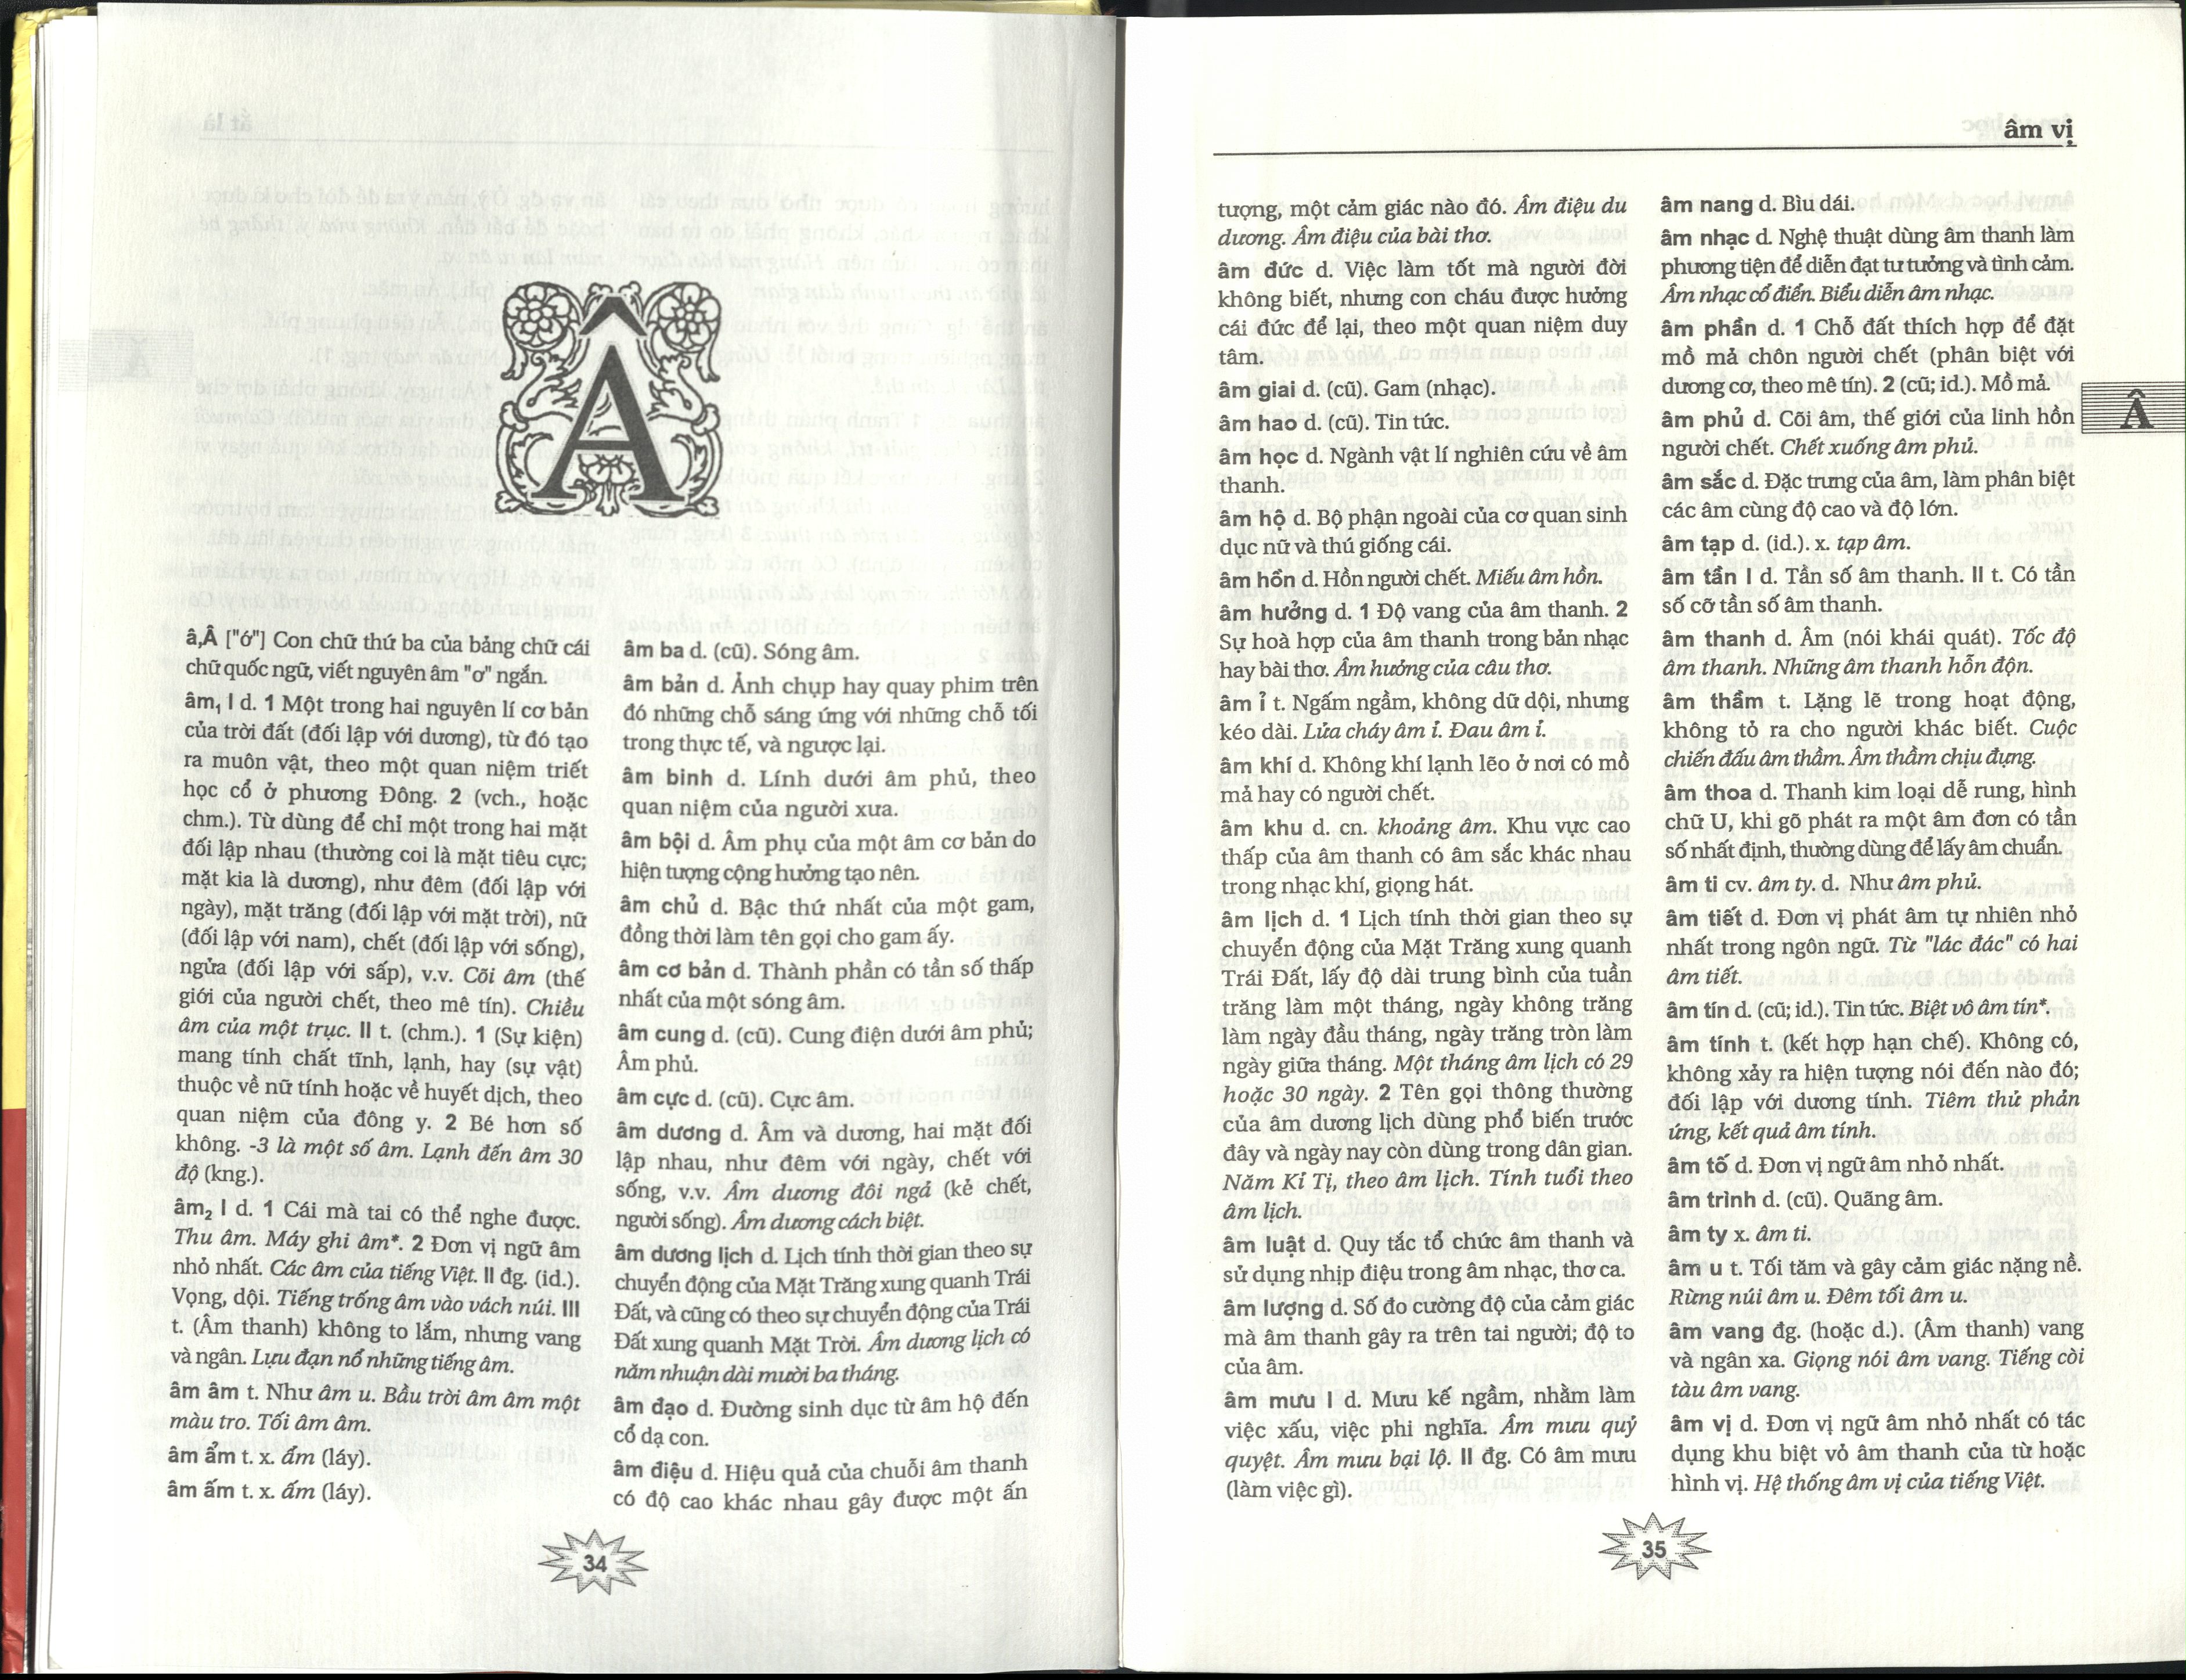 Â
â,Â ["ớ"] Con chữ thứ ba của bảng chữ cái
chữ quốc ngữ, viết nguyên âm "ơ" ngắn.
âm₁ I d. 1 Một trong hai nguyên lí cơ bản
của trời đất (đối lập với dương), từ đó tạo
ra muôn vật, theo một quan niệm triết
học cổ ở phương Đông. 2 (vch., hoặc
chm.). Từ dùng để chỉ một trong hai mặt
đối lập nhau (thường coi là mặt tiêu cực;
mặt kia là dương), như đêm (đối lập với
ngày), mặt trăng (đối lập với mặt trời), nữ
(đối lập với nam), chết (đối lập với sống),
ngửa (đối lập với sấp), v.v. Cõi âm (thế
giới của người chết, theo mê tín). Chiều
âm của một trục. II t. (chm.). 1 (Sự kiện)
mang tính chất tĩnh, lạnh, hay (sự vật)
thuộc về nữ tính hoặc về huyết dịch, theo
quan niệm của đông y. 2 Bé hơn số
không. -3 là một số âm. Lạnh đến âm 30
độ (kng.).
âm₂ I d. 1 Cái mà tai có thể nghe được.
Thu âm. Máy ghi âm*. 2 Đơn vị ngữ âm
nhỏ nhất. Các âm của tiếng Việt. II đg. (id.).
Vọng, dội. Tiếng trống âm vào vách núi. III
t. (Âm thanh) không to lắm, nhưng vang
và ngân. Lựu đạn nổ những tiếng âm.
âm âm t. Như âm u. Bầu trời âm âm một
màu tro. Tối âm âm.
âm ẩm t. x. ẩm (láy).
âm ấm t. x. ấm (láy).
âm ba d. (cũ). Sóng âm.
âm bản d. Ảnh chụp hay quay phim trên
đó những chỗ sáng ứng với những chỗ tối
trong thực tế, và ngược lại.
âm binh d. Lính dưới âm phủ, theo
quan niệm của người xưa.
âm bội d. Âm phụ của một âm cơ bản do
hiện tượng cộng hưởng tạo nên.
âm chủ d. Bậc thứ nhất của một gam,
đồng thời làm tên gọi cho gam ấy.
âm cơ bản d. Thành phần có tần số thấp
nhất của một sóng âm.
âm cung d. (cũ). Cung điện dưới âm phủ;
Âm phủ.
âm cực d. (cũ). Cực âm.
âm dương d. Âm và dương, hai mặt đối
lập nhau, như đêm với ngày, chết với
sống, v.v. Âm dương đôi ngả (kẻ chết,
người sống). Âm dương cách biệt.
âm dương lịch d. Lịch tính thời gian theo sự
chuyển động của Mặt Trăng xung quanh Trái
Đất, và cũng có theo sự chuyển động của Trái
Đất xung quanh Mặt Trời. Âm dương lịch có
năm nhuận dài mười ba tháng.
âm đạo d. Đường sinh dục từ âm hộ đến
cổ dạ con.
âm điệu d. Hiệu quả của chuỗi âm thanh
có độ cao khác nhau gây được một ấn
34
âm vị
tượng, một cảm giác nào đó. Âm điệu du
dương. Âm điệu của bài thơ.
âm đức d. Việc làm tốt mà người đời
không biết, nhưng con cháu được hưởng
cái đức để lại, theo một quan niệm duy
tâm.
âm giai d. (cũ). Gam (nhạc).
âm hao d. (cũ). Tin tức.
âm học d. Ngành vật lí nghiên cứu về âm
thanh.
âm hộ d. Bộ phận ngoài của cơ quan sinh
dục nữ và thú giống cái.
âm hồn d. Hồn người chết. Miếu âm hồn.
âm hưởng d. 1 Độ vang của âm thanh. 2
Sự hoà hợp của âm thanh trong bản nhạc
hay bài thơ. Âm hưởng của câu thơ.
âm ỉ t. Ngấm ngầm, không dữ dội, nhưng
kéo dài. Lửa cháy âm ỉ. Đau âm ỉ.
âm khí d. Không khí lạnh lẽo ở nơi có mồ
mả hay có người chết.
âm khu d. cn. khoảng âm. Khu vực cao
thấp của âm thanh có âm sắc khác nhau
trong nhạc khí, giọng hát.
âm lịch d. 1 Lịch tính thời gian theo sự
chuyển động của Mặt Trăng xung quanh
Trái Đất, lấy độ dài trung bình của tuần
trăng làm một tháng, ngày không trăng
làm ngày đầu tháng, ngày trăng tròn làm
ngày giữa tháng. Một tháng âm lịch có 29
hoặc 30 ngày. 2 Tên gọi thông thường
của âm dương lịch dùng phổ biến trước
đây và ngày nay còn dùng trong dân gian.
Năm Kỉ Tị, theo âm lịch. Tính tuổi theo
âm lịch.
âm luật d. Quy tắc tổ chức âm thanh và
sử dụng nhịp điệu trong âm nhạc, thơ ca.
âm lượng d. Số đo cường độ của cảm giác
mà âm thanh gây ra trên tai người; độ to
của âm.
âm mưu I d. Mưu kế ngầm, nhằm làm
việc xấu, việc phi nghĩa. Âm mưu quỷ
quyệt. Âm mưu bại lộ. II đg. Có âm mưu
(làm việc gì).
âm nang d. Bìu dái.
âm nhạc d. Nghệ thuật dùng âm thanh làm
phương tiện để diễn đạt tư tưởng và tình cảm.
Âm nhạc cổ điển. Biểu diễn âm nhạc.
âm phần d. 1 Chỗ đất thích hợp để đặt
mồ mả chôn người chết (phân biệt với
dương cơ, theo mê tín). 2 (cũ; id.). Mồ mả.
âm phủ d. Cõi âm, thế giới của linh hồn
người chết. Chết xuống âm phủ.
âm sắc d. Đặc trưng của âm, làm phân biệt
các âm cùng độ cao và độ lớn.
âm tạp d. (id.). x. tạp âm.
âm tần I d. Tần số âm thanh. II t. Có tần
số cỡ tần số âm thanh.
âm thanh d. Âm (nói khái quát). Tốc độ
âm thanh. Những âm thanh hỗn độn.
âm thầm t. Lặng lẽ trong hoạt động,
không tỏ ra cho người khác biết. Cuộc
chiến đấu âm thầm. Âm thầm chịu đựng.
âm thoa d. Thanh kim loại dễ rung, hình
chữ U, khi gõ phát ra một âm đơn có tần
số nhất định, thường dùng để lấy âm chuẩn.
âm ti cv. âm ty. d. Như âm phủ.
âm tiết d. Đơn vị phát âm tự nhiên nhỏ
nhất trong ngôn ngữ. Từ "lác đác" có hai
âm tiết.
âm tín d. (cũ; id.). Tin tức. Biệt vô âm tín*.
âm tính t. (kết hợp hạn chế). Không có,
không xảy ra hiện tượng nói đến nào đó;
đối lập với dương tính. Tiêm thử phản
ứng, kết quả âm tính.
âm tố d. Đơn vị ngữ âm nhỏ nhất.
âm trình d. (cũ). Quãng âm.
âm ty x. âm ti.
âm u t. Tối tăm và gây cảm giác nặng nề.
Rừng núi âm u. Đêm tối âm u.
âm vang đg. (hoặc d.). (Âm thanh) vang
và ngân xa. Giọng nói âm vang. Tiếng còi
tàu âm vang.
âm vị d. Đơn vị ngữ âm nhỏ nhất có tác
dụng khu biệt vỏ âm thanh của từ hoặc
hình vị. Hệ thống âm vị của tiếng Việt.
Â
35